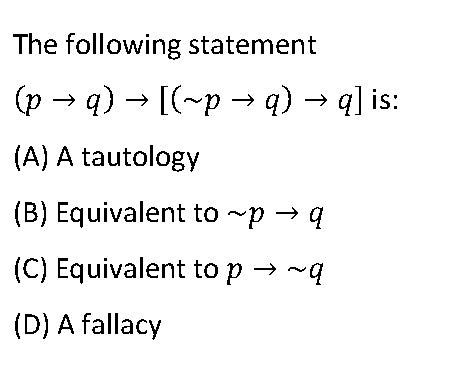 The following statement
(p → q) → [(~p → q) → q] is:
(A) A tautology
(B) Equivalent to ~p → q
(C) Equivalent to p → ~q
(D) A fallacy